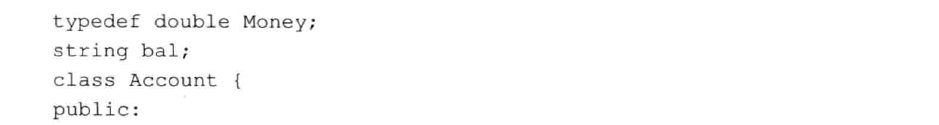 typedef double Money;
string bal;
class Account {
public: